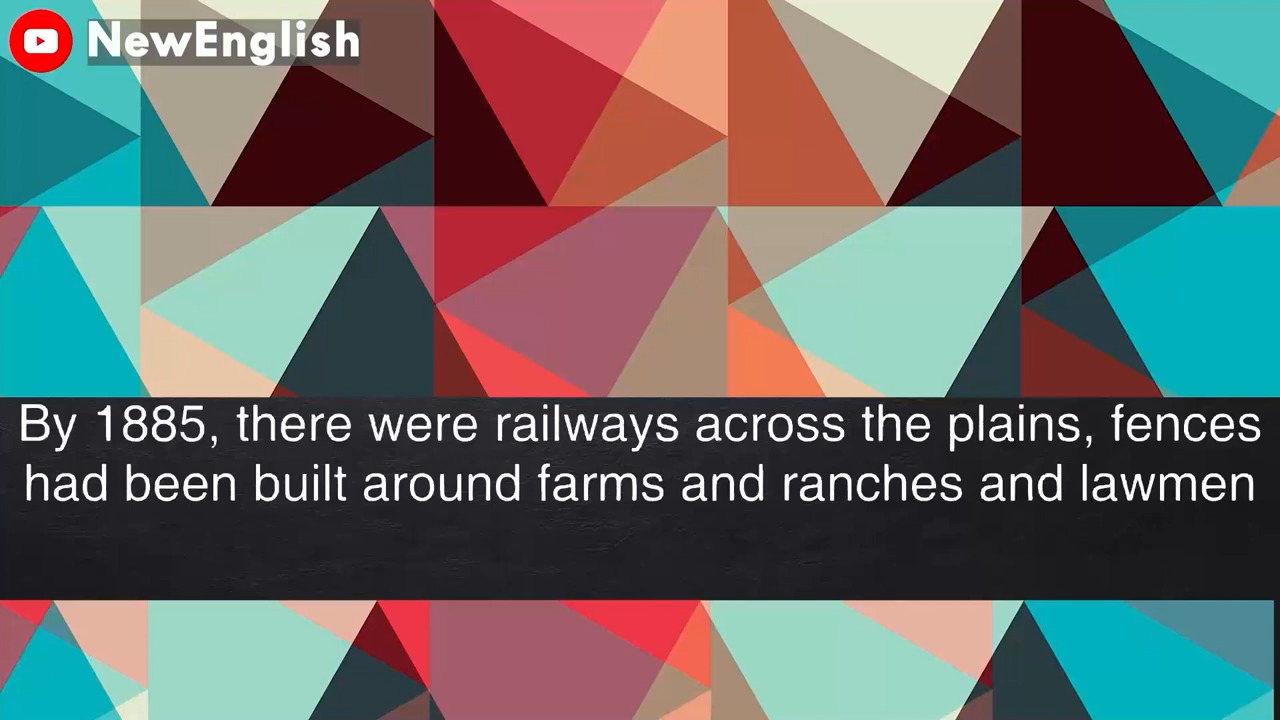 NewEnglish
By 1885, there were railways across the plains, fences
had been built around farms and ranches and lawmen